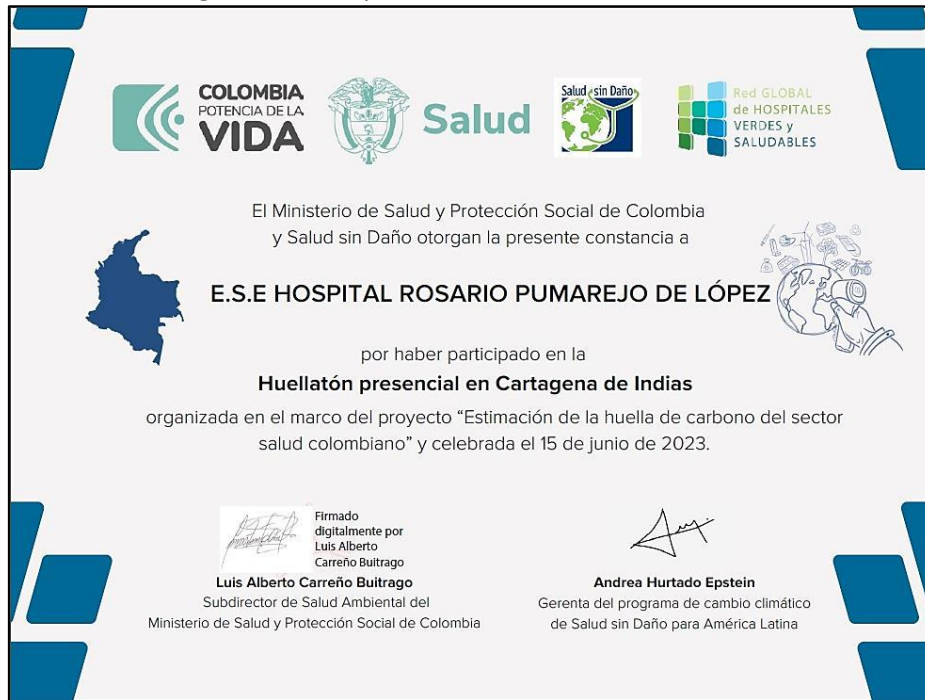 COLOMBIA
POTENCIA DE LA
VIDA
Salud
Salud sin Daño
Red GLOBAL
de HOSPITALES
VERDES y
SALUDABLES
El Ministerio de Salud y Protección Social de Colombia
y Salud sin Daño otorgan la presente constancia a
E.S.E HOSPITAL ROSARIO PUMAREJO DE LÓPEZ
por haber participado en la
Huellatón presencial en Cartagena de Indias
organizada en el marco del proyecto “Estimación de la huella de carbono del sector
salud colombiano” y celebrada el 15 de junio de 2023.
Firmado
digitalmente por
Luis Alberto
Carreño Buitrago
Luis Alberto Carreño Buitrago
Subdirector de Salud Ambiental del
Ministerio de Salud y Protección Social de Colombia
Andrea Hurtado Epstein
Gerenta del programa de cambio climático
de Salud sin Daño para América Latina